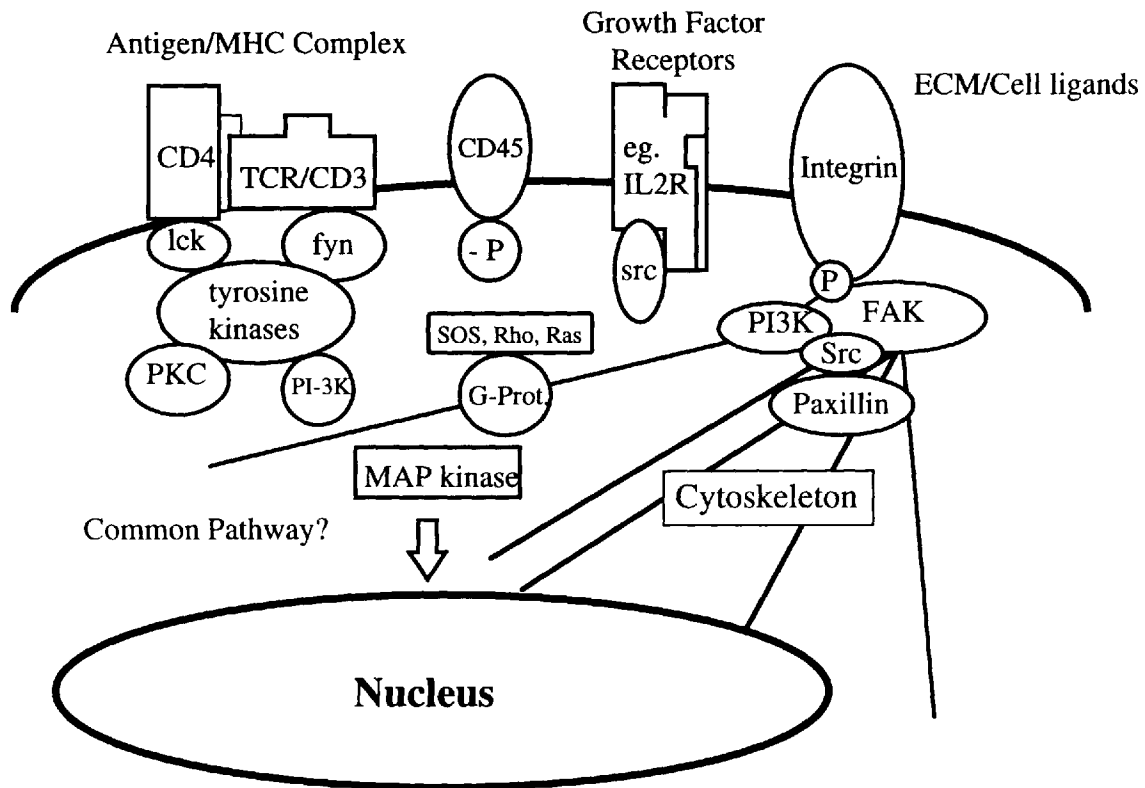 Growth Factor
Receptors
Antigen/MHC Complex
ECM/Cell ligands
CD4
TCR/CD3
CD45
eg.
IL2R
Integrin
lck
fyn
- P
src
P
tyrosine
kinases
PI3K
FAK
SOS, Rho, Ras
Src
PKC
PI-3K
G-Prot.
Paxillin
MAP kinase
Cytoskeleton
Common Pathway?
Nucleus